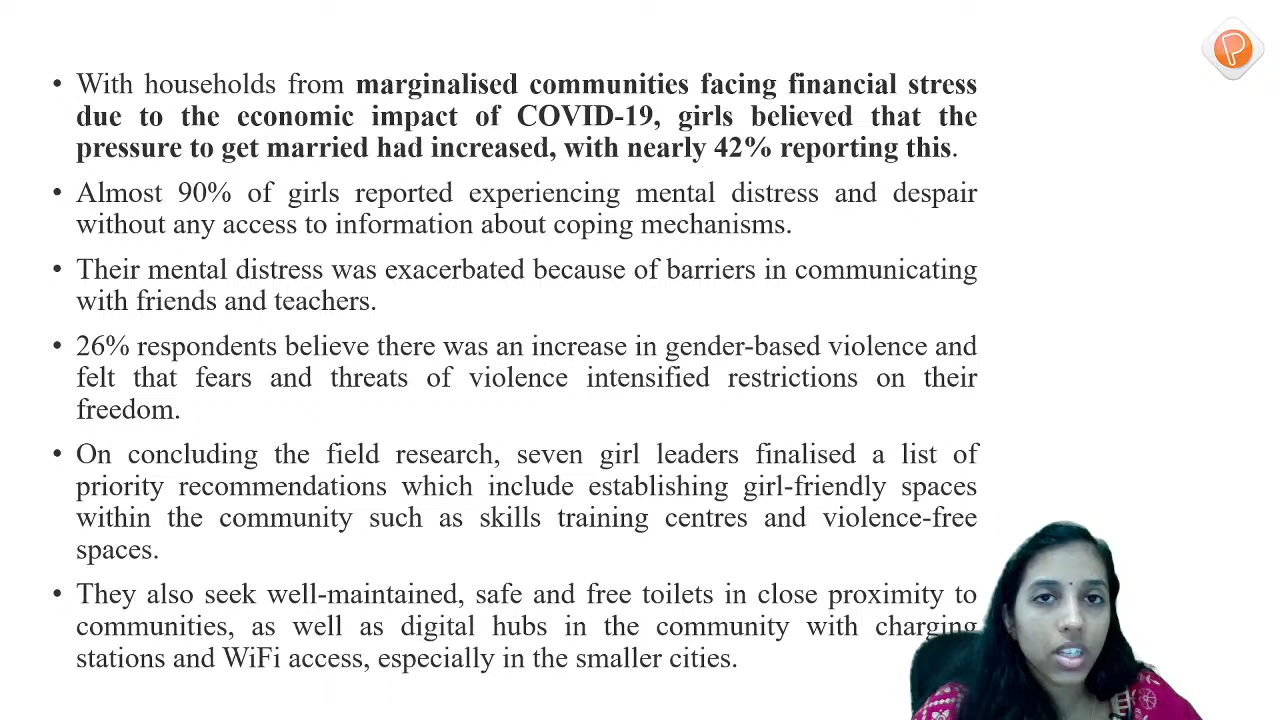 • With households from marginalised communities facing financial stress
due to the economic impact of COVID-19, girls believed that the
pressure to get married had increased, with nearly 42% reporting this.
• Almost 90% of girls reported experiencing mental distress and despair
without any access to information about coping mechanisms.
• Their mental distress was exacerbated because of barriers in communicating
with friends and teachers.
• 26% respondents believe there was an increase in gender-based violence and
felt that fears and threats of violence intensified restrictions on their
freedom.
• On concluding the field research, seven girl leaders finalised a list of
priority recommendations which include establishing girl-friendly spaces
within the community such as skills training centres and violence-free
spaces.
• They also seek well-maintained, safe and free toilets in close proximity to
communities, as well as digital hubs in the community with charging
stations and WiFi access, especially in the smaller cities.
P